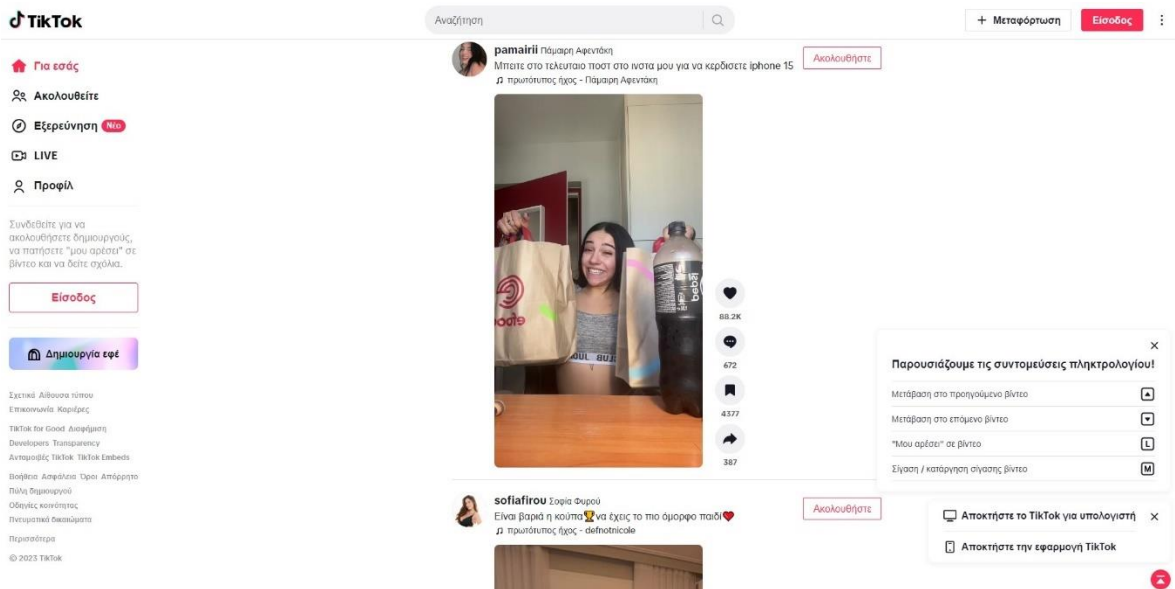 TikTok
Αναζήτηση
+ Μεταφόρτωση
Είσοδος
Για εσάς
Ακολουθείτε
Εξερεύνηση Νέο
LIVE
Προφίλ
Συνδεθείτε για να
ακολουθήσετε δημιουργούς,
να πατήσετε "μου αρέσει" σε
βίντεο και να δείτε σχόλια.
Είσοδος
Δημιουργία εφέ
Σχετικά Αίθουσα τύπου
Επικοινωνία Καριέρες
TikTok for Good Διαφήμιση
Developers Transparency
Ανταμοιβές TikTok TikTok Embeds
Βοήθεια Ασφάλεια Όροι Απόρρητο
Πύλη δημιουργού
Οδηγίες κοινότητας
Πνευματικά δικαιώματα
Περισσότερα
© 2023 TikTok
pamairii Πάμαιρη Αφεντάκη
Μπειτε στο τελευταιο ποστ στο ινστα μου για να κερδισετε iphone 15
πρωτότυπος ήχος - Πάμαιρη Αφεντάκη
Ακολουθήστε
pepsi
88.2K
672
4377
387
sofiafirou Σοφία Φυρού
Είναι βαριά η κούπα🏆να έχεις το πιο όμορφο παιδί❤️
πρωτότυπος ήχος - defnotnicole
Ακολουθήστε
Παρουσιάζουμε τις συντομεύσεις πληκτρολογίου!
Μετάβαση στο προηγούμενο βίντεο
Μετάβαση στο επόμενο βίντεο
"Μου αρέσει" σε βίντεο L
Σίγαση / κατάργηση σίγασης βίντεο M
Αποκτήστε το TikTok για υπολογιστή
Αποκτήστε την εφαρμογή TikTok